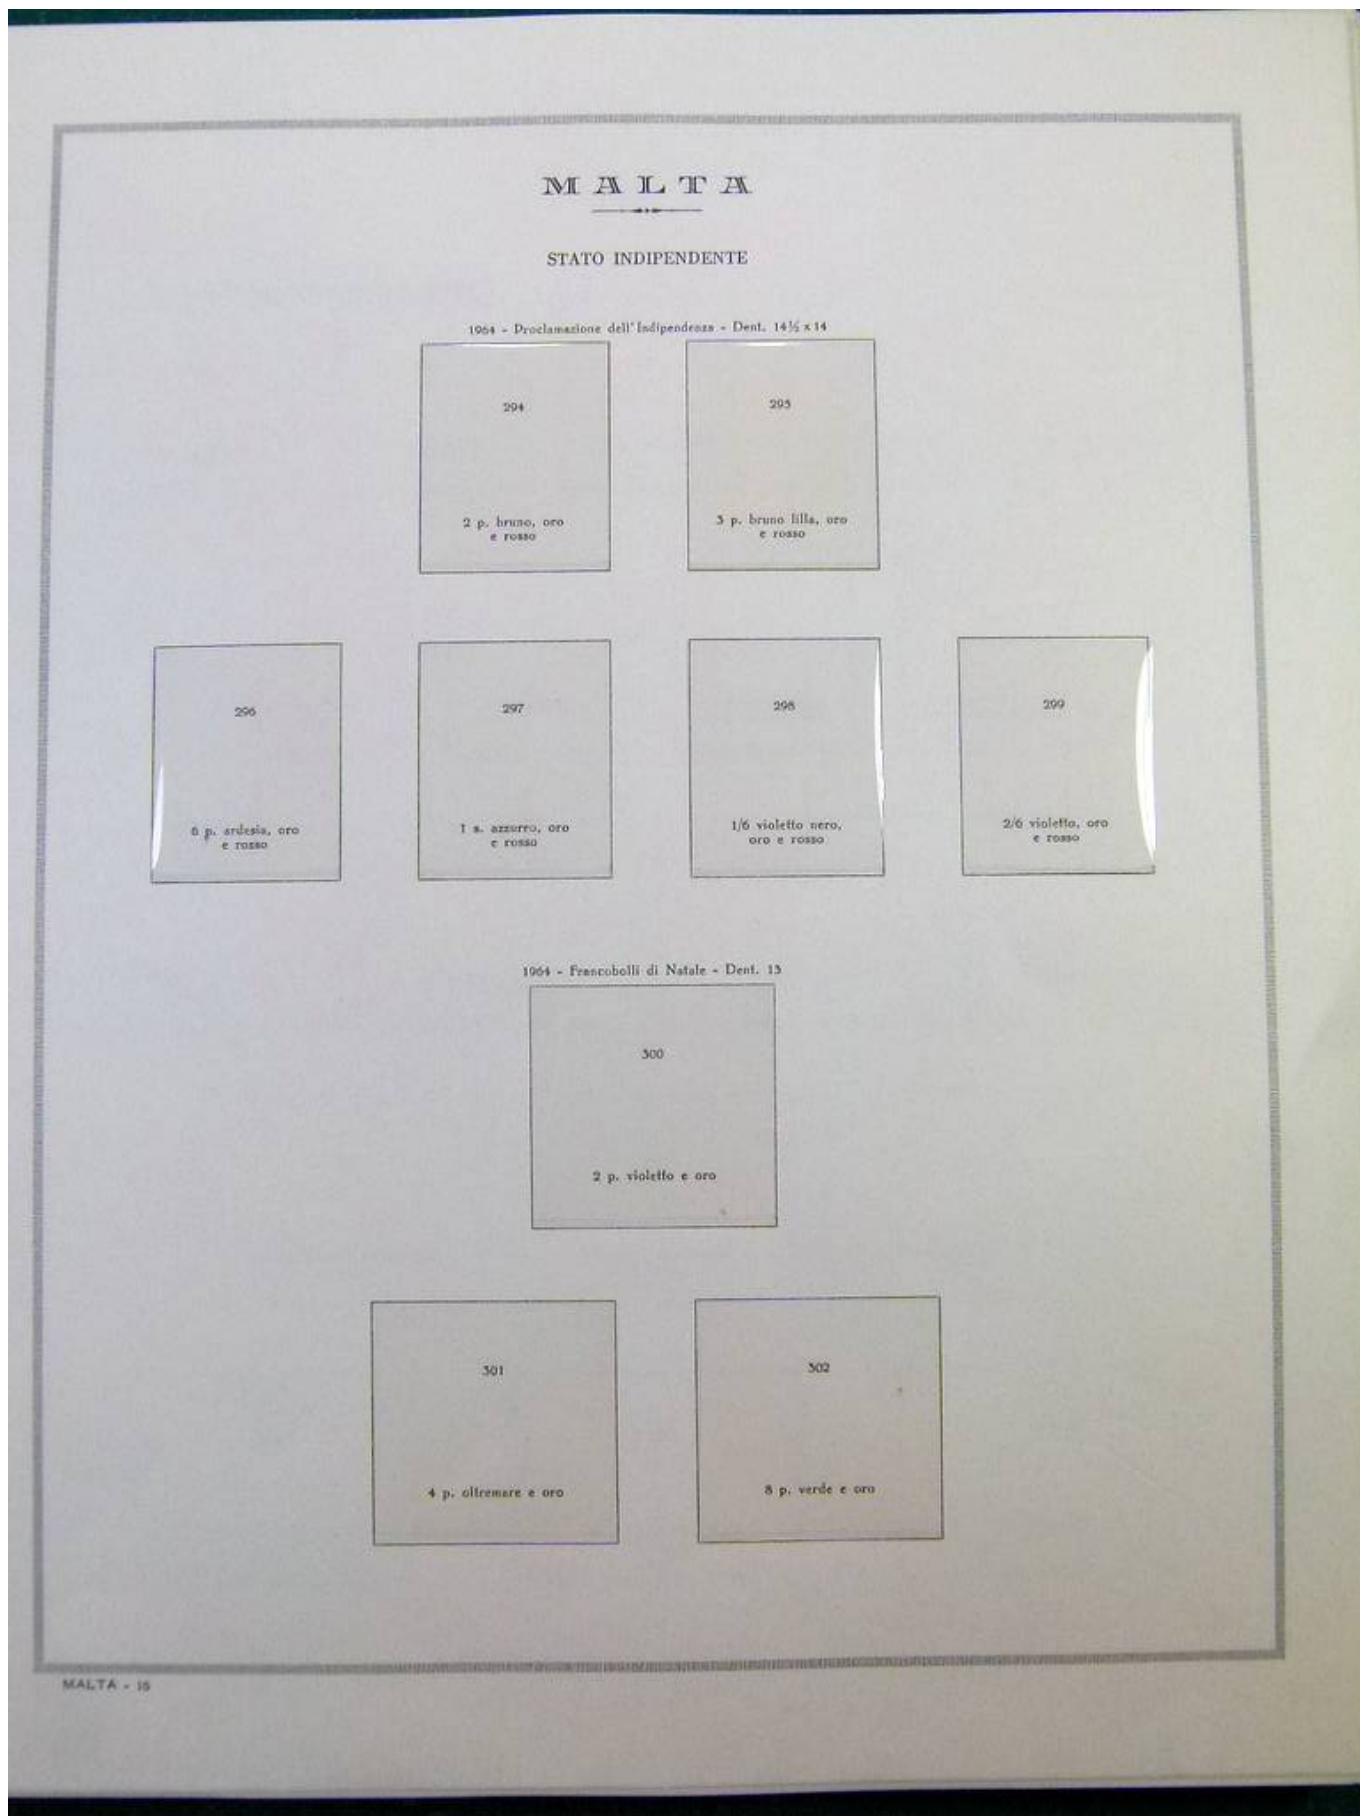 MALTA
STATO INDIPENDENTE
1964 - Proclamazione dell'Indipendenza - Dent. 14½ x 14
294
295
2 p. bruno, oro
e rosso
3 p. bruno lilla, oro
e rosso
296
297
298
299
6 p. ardesia, oro
e rosso
1 s. azzurro, oro
e rosso
1/6 violetto nero,
oro e rosso
2/6 violetto, oro
e rosso
1964 - Francobolli di Natale - Dent. 13
300
2 p. violetto e oro
301
302
4 p. oltremare e oro
8 p. verde e oro
MALTA - 15